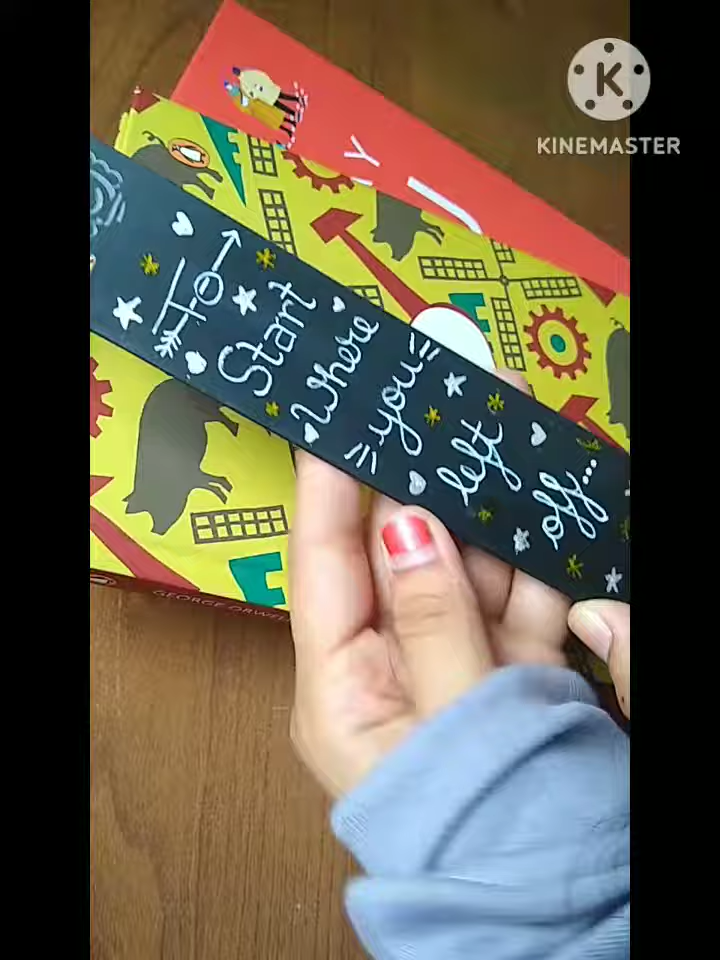 KINEMASTER
To
Start
Where
you
left
off...
GEORGE ORWELL